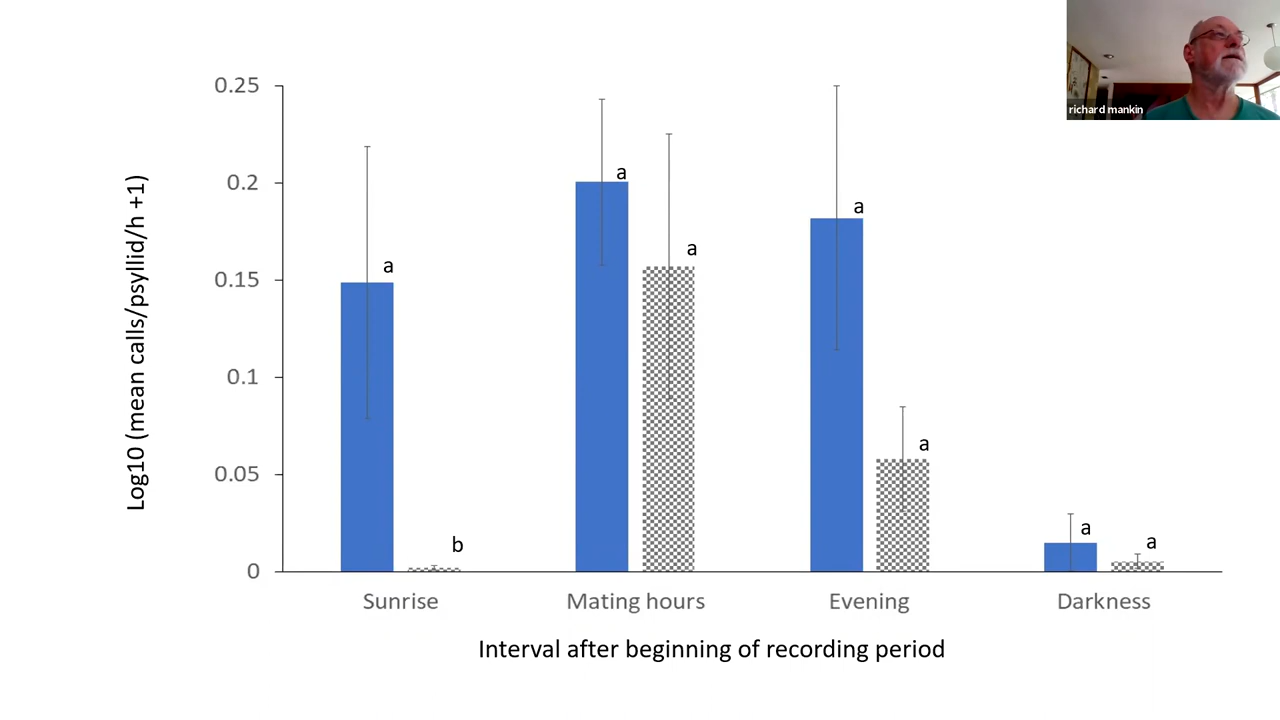 richard mankin
0.25
0.2
0.15
0.1
0.05
0
Log10 (mean calls/psyllid/h +1)
a
b
a
a
a
a
a
a
Sunrise
Mating hours
Evening
Darkness
Interval after beginning of recording period